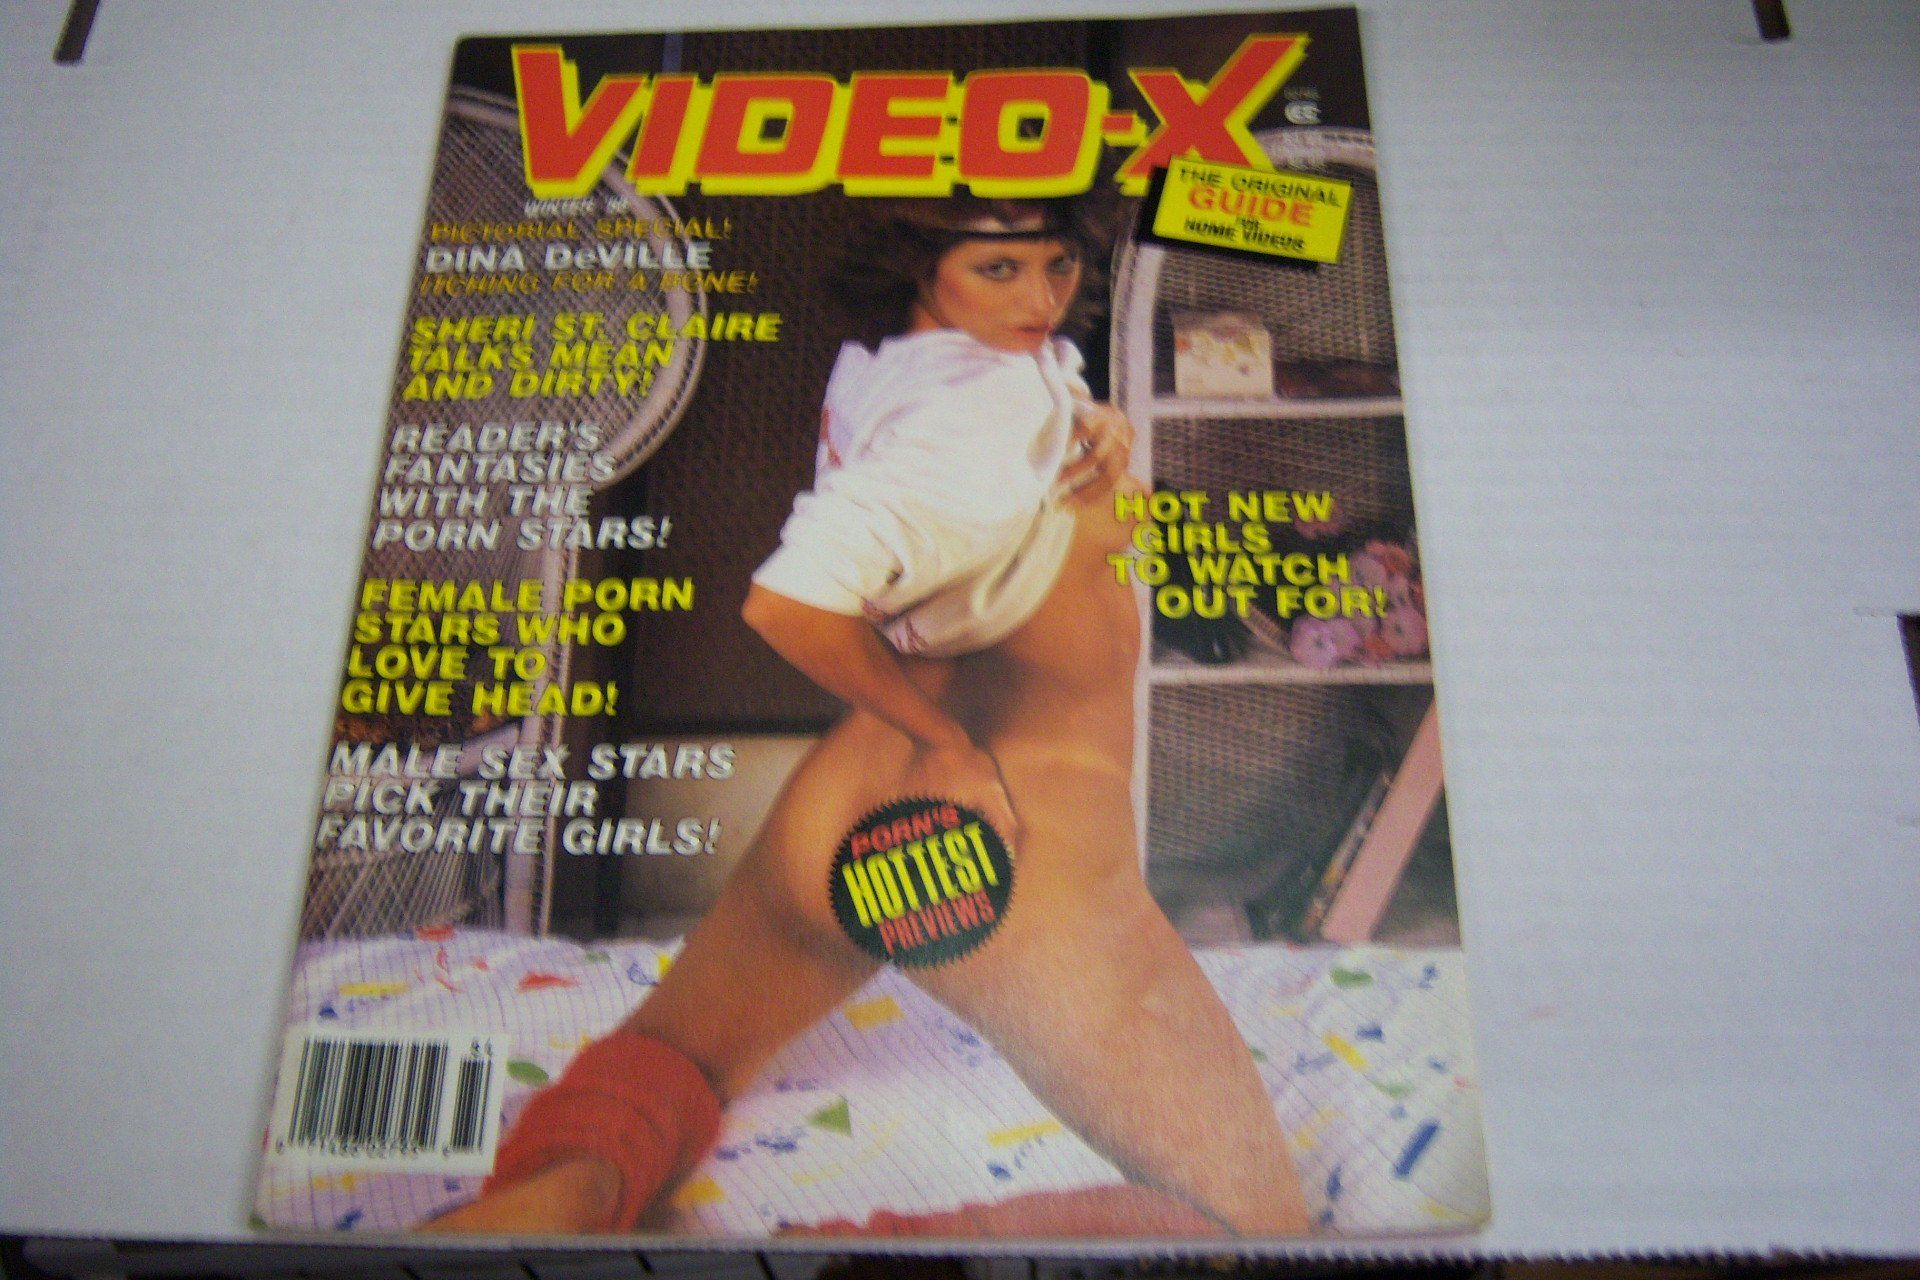 VIDEO-X
THE ORIGINAL
GUIDE
HOME VIDEOS
WINTER
PICTORIAL SPECIAL!
DINA DeVILLE
ITCHING FOR A BONE!
SHERI ST. CLAIRE
TALKS MEAN
AND DIRTY!
READER'S
FANTASIES
WITH THE
PORN STARS!
HOT NEW
GIRLS
TO WATCH
OUT FOR!
FEMALE PORN
STARS WHO
LOVE TO
GIVE HEAD!
MALE SEX STARS
PICK THEIR
FAVORITE GIRLS!
PORN'S
HOTTEST
PREVIEWS